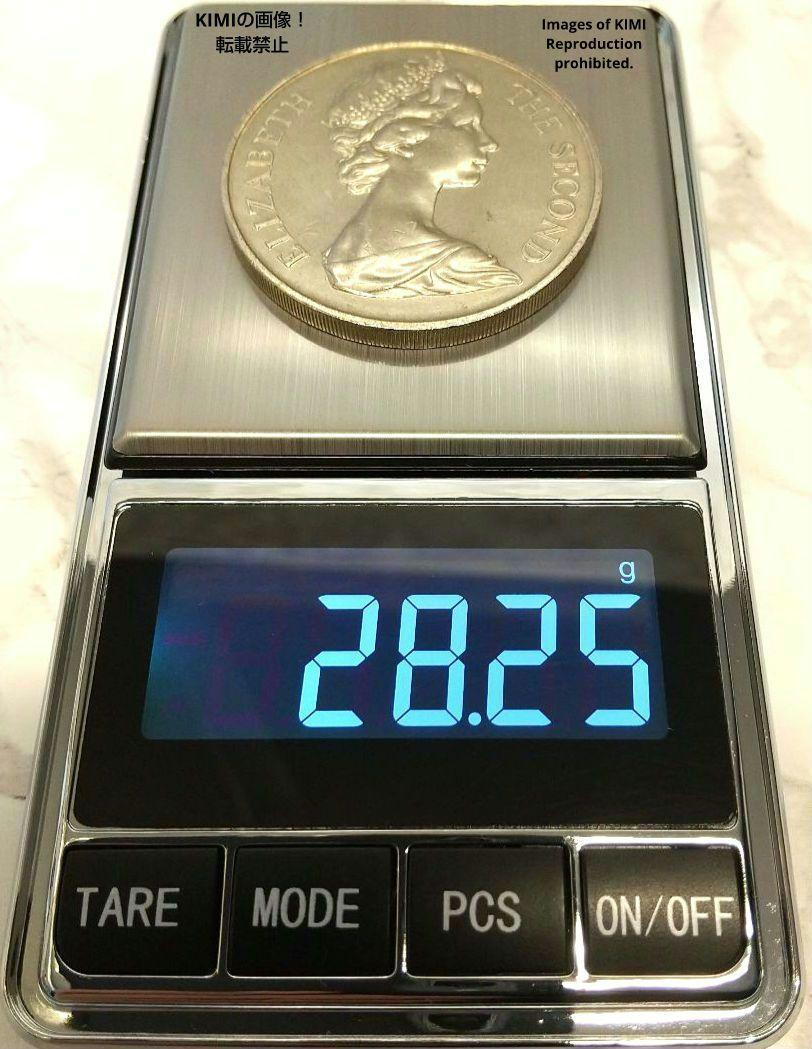 KIMIの画像！
転載禁止
Images of KIMI
Reproduction
prohibited.
ELIZABETH THE SECOND
g
28.25
TARE MODE PCS ON/OFF